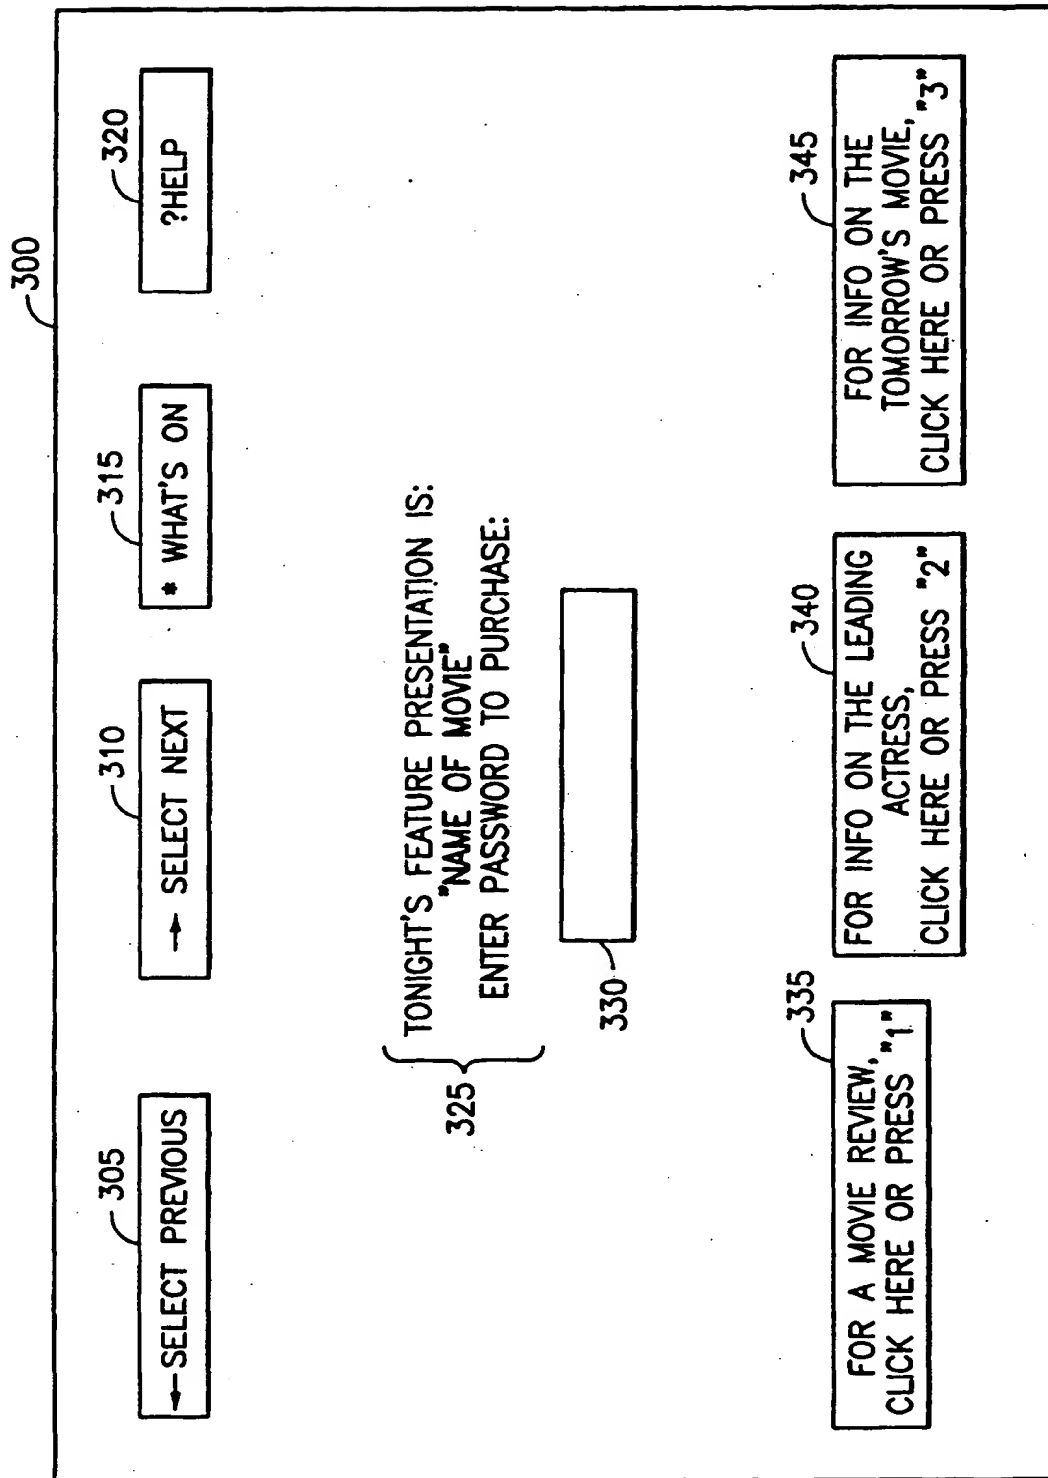 300
305
←SELECT PREVIOUS
310
→ SELECT NEXT
315
* WHAT'S ON
320
?HELP
325
TONIGHT'S FEATURE PRESENTATION IS:
"NAME OF MOVIE"
ENTER PASSWORD TO PURCHASE:
330
335
FOR A MOVIE REVIEW,
CLICK HERE OR PRESS "1"
340
FOR INFO ON THE LEADING
ACTRESS,
CLICK HERE OR PRESS "2"
345
FOR INFO ON THE
TOMORROW'S MOVIE,
CLICK HERE OR PRESS "3"